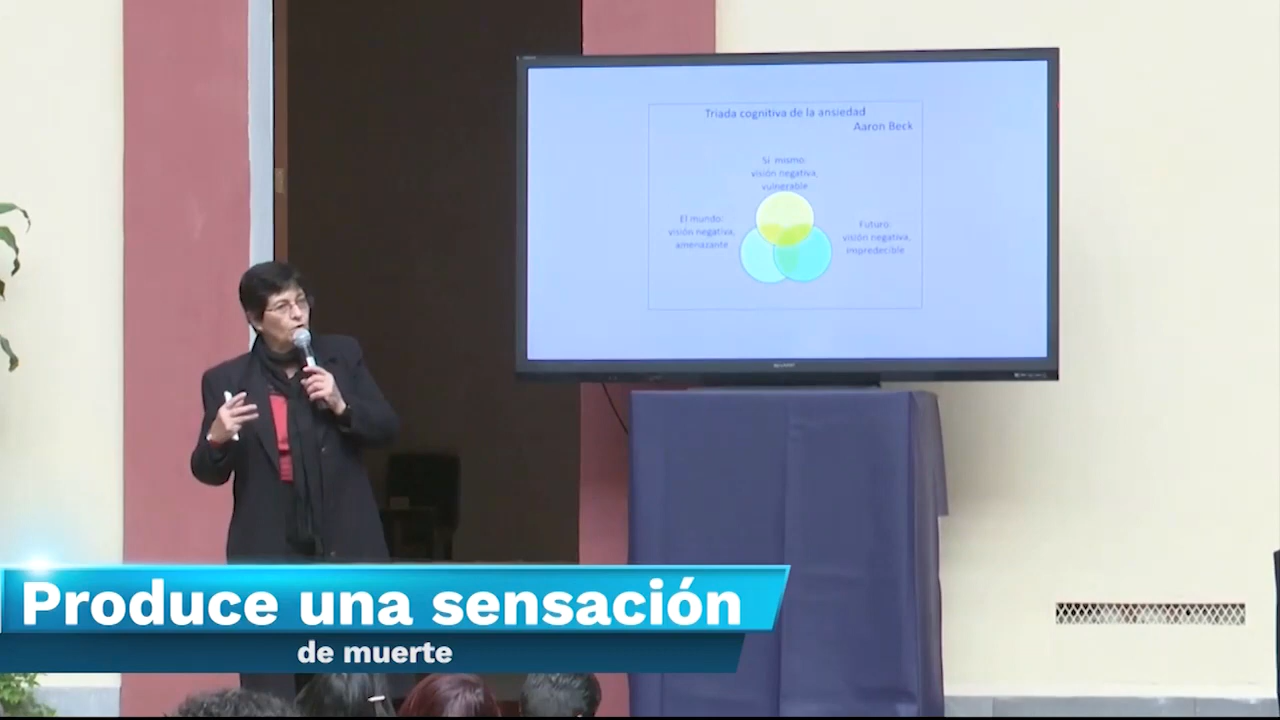 Triada cognitiva de la ansiedad
Aaron Beck
Si mismo:
visión negativa,
vulnerable
El mundo:
visión negativa,
amenazante
Futuro:
visión negativa,
impredecible
SHARP
Produce una sensación
de muerte